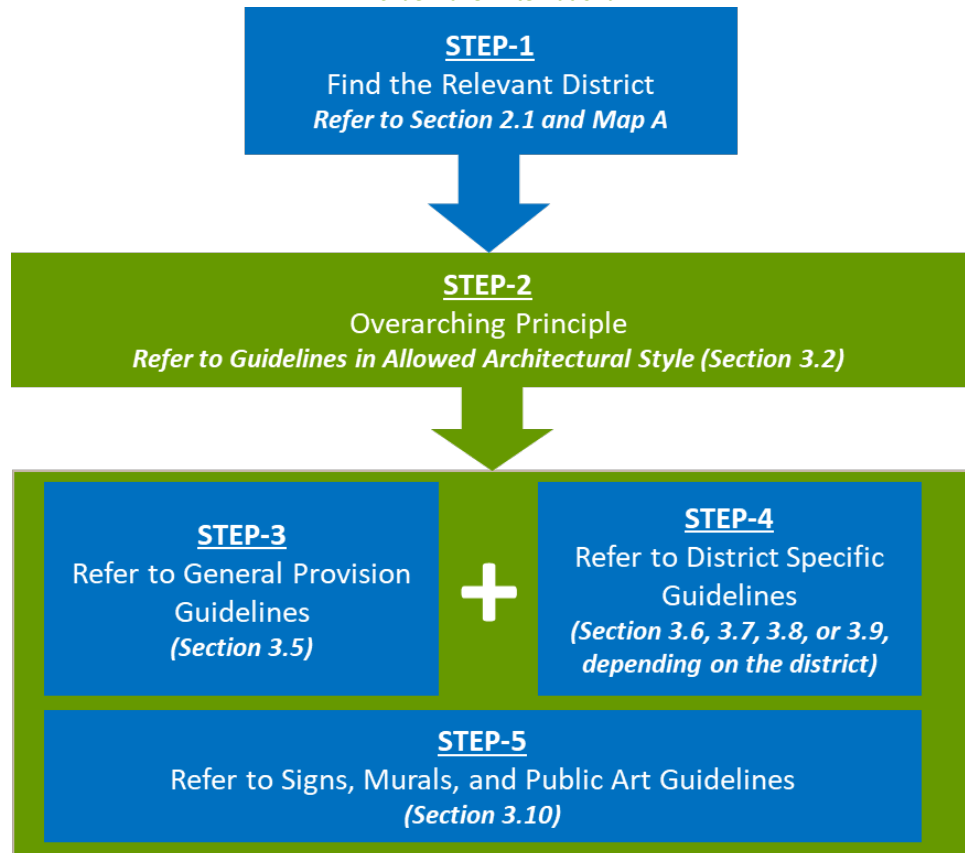 STEP-1
Find the Relevant District
Refer to Section 2.1 and Map A
STEP-2
Overarching Principle
Refer to Guidelines in Allowed Architectural Style (Section 3.2)
STEP-3
Refer to General Provision
Guidelines
(Section 3.5)
+
STEP-4
Refer to District Specific
Guidelines
(Section 3.6, 3.7, 3.8, or 3.9,
depending on the district)
STEP-5
Refer to Signs, Murals, and Public Art Guidelines
(Section 3.10)